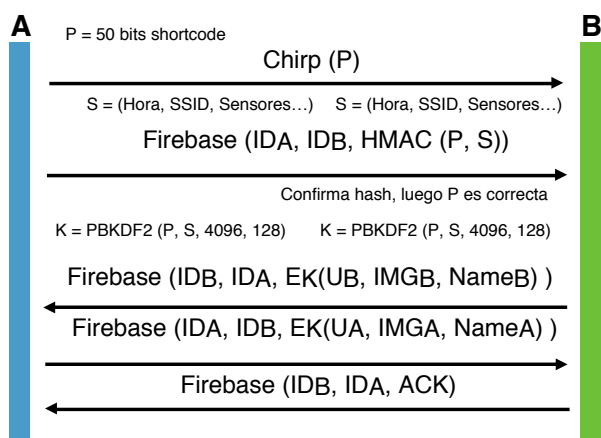 A
B
P = 50 bits shortcode
Chirp (P)
S = (Hora, SSID, Sensores…) S = (Hora, SSID, Sensores…)
Firebase (IDA, IDB, HMAC (P, S))
Confirma hash, luego P es correcta
K = PBKDF2 (P, S, 4096, 128) K = PBKDF2 (P, S, 4096, 128)
Firebase (IDB, IDA, EK(UB, IMGB, NameB) )
Firebase (IDA, IDB, EK(UA, IMGA, NameA) )
Firebase (IDB, IDA, ACK)